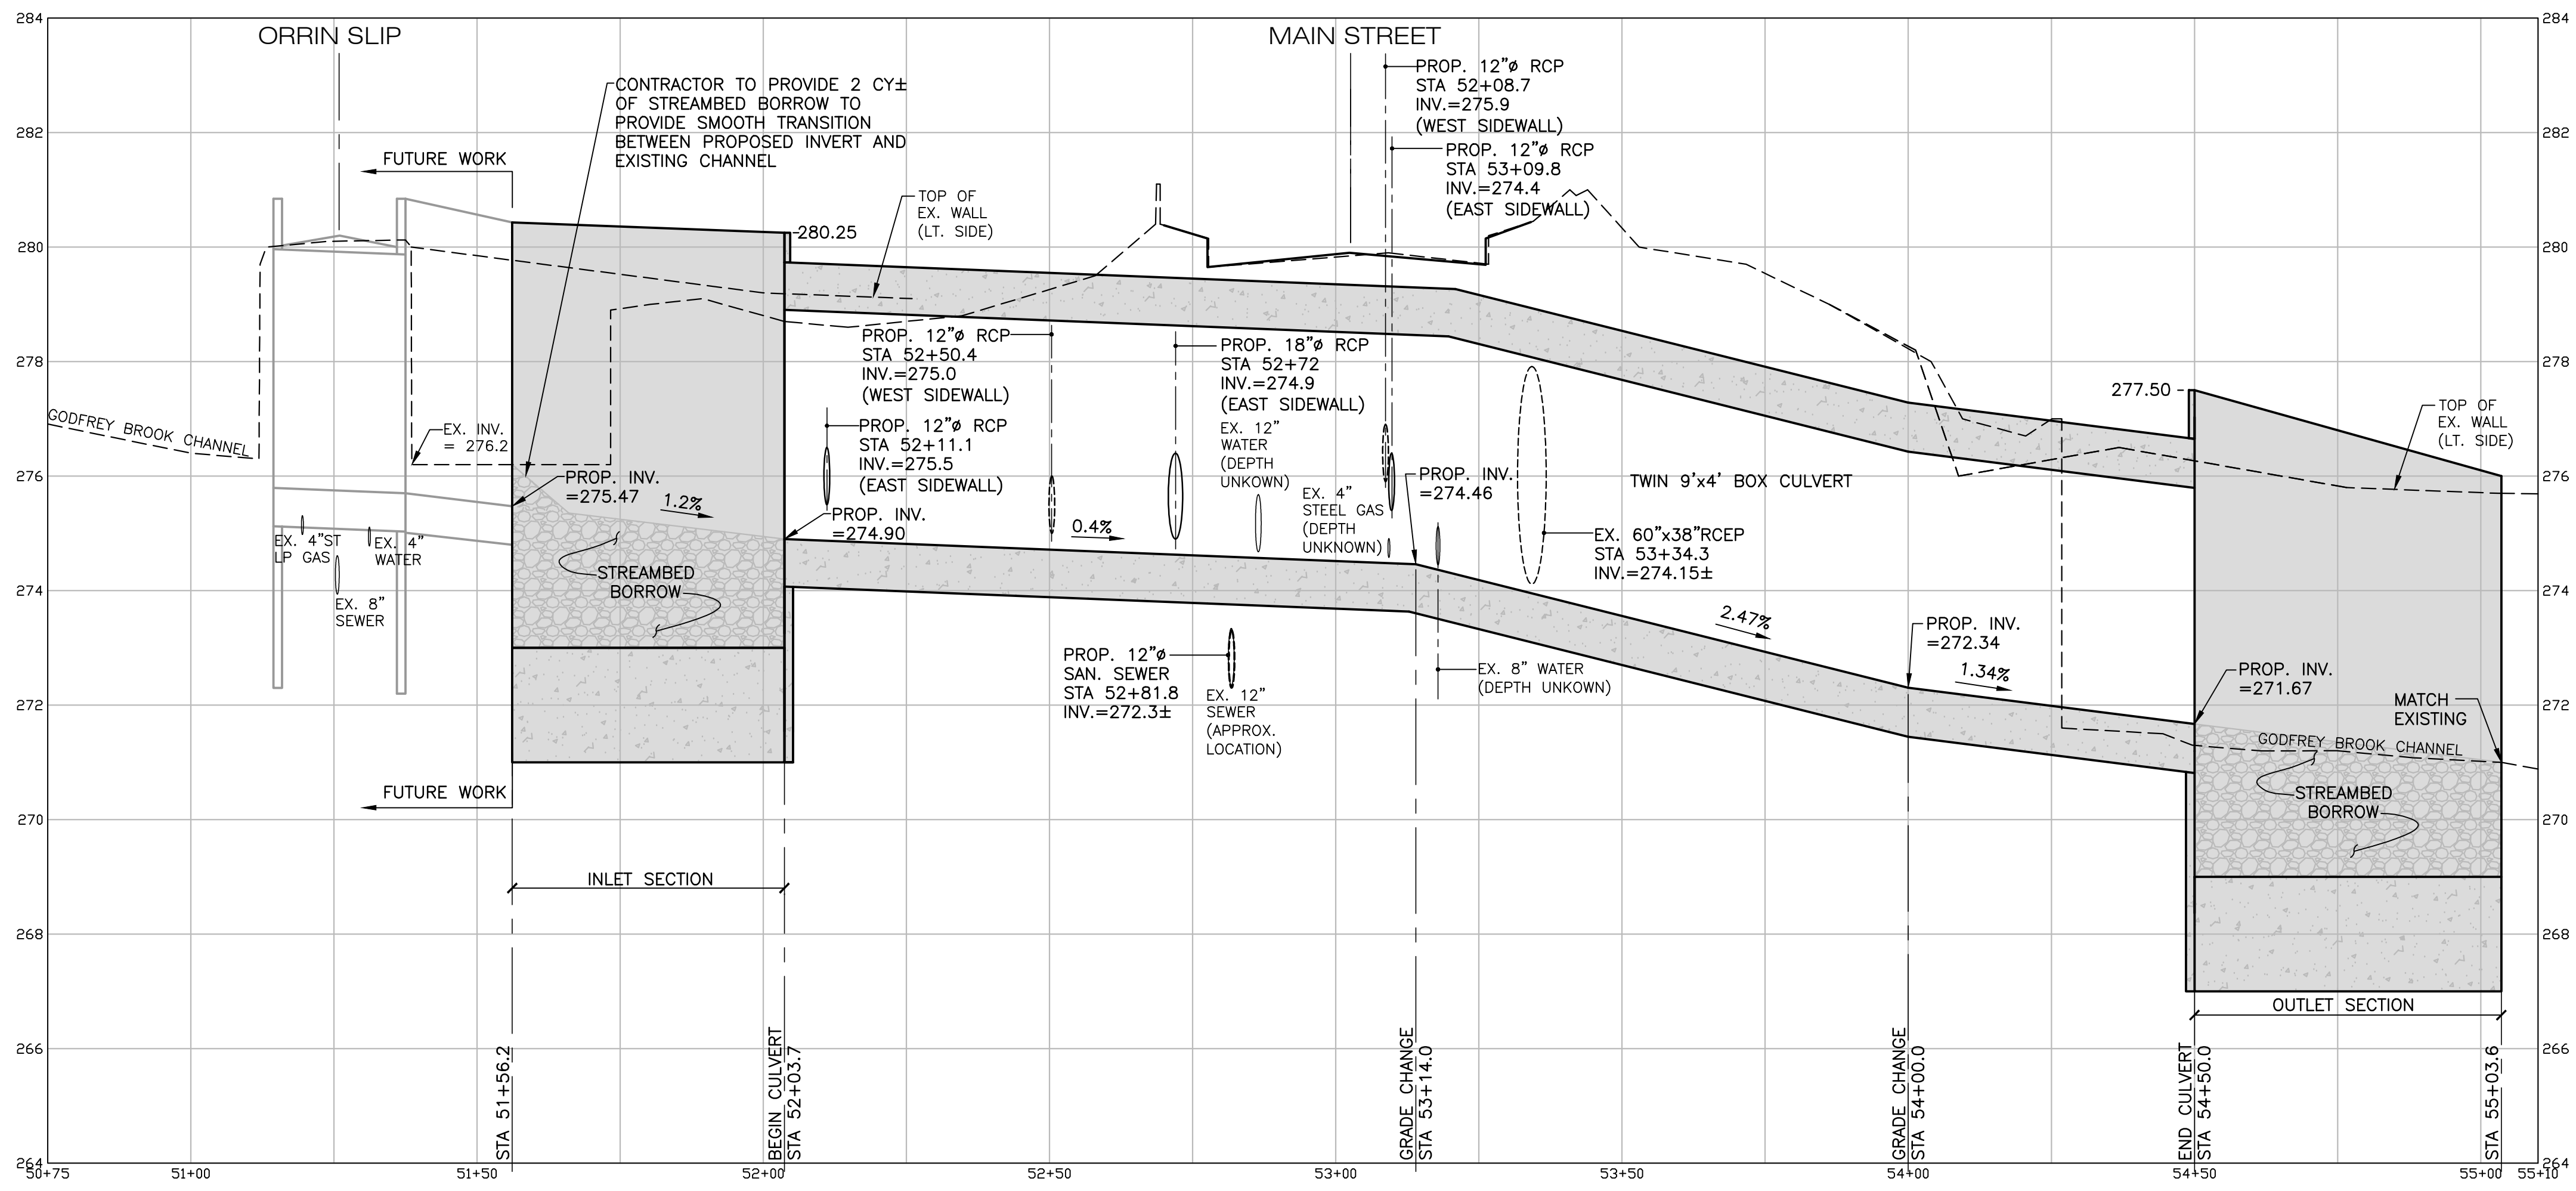 ORRIN SLIP
MAIN STREET
284
282
280
278
276
274
272
270
268
266
264
284
282
280
278
276
274
272
270
268
266
264
CONTRACTOR TO PROVIDE 2 CY±
OF STREAMBED BORROW TO
PROVIDE SMOOTH TRANSITION
BETWEEN PROPOSED INVERT AND
EXISTING CHANNEL
FUTURE WORK
TOP OF
EX. WALL
(LT. SIDE)
280.25
PROP. 12"ø RCP
STA 52+08.7
INV.=275.9
(WEST SIDEWALL)
PROP. 12"ø RCP
STA 53+09.8
INV.=274.4
(EAST SIDEWALL)
PROP. 12"ø RCP
STA 52+50.4
INV.=275.0
(WEST SIDEWALL)
PROP. 12"ø RCP
STA 52+11.1
INV.=275.5
(EAST SIDEWALL)
PROP. 18"ø RCP
STA 52+72
INV.=274.9
(EAST SIDEWALL)
EX. 12"
WATER
(DEPTH
UNKOWN)
EX. 4"
STEEL GAS
(DEPTH
UNKNOWN)
PROP. INV.
=274.46
TWIN 9'x4' BOX CULVERT
EX. 60"x38"RCEP
STA 53+34.3
INV.=274.15±
277.50
TOP OF
EX. WALL
(LT. SIDE)
GODFREY BROOK CHANNEL
EX. INV.
= 276.2
PROP. INV.
=275.47
1.2%
PROP. INV.
=274.90
0.4%
EX. 4"ST
LP GAS
EX. 4"
WATER
EX. 8"
SEWER
STREAMBED
BORROW
PROP. 12"ø
SAN. SEWER
STA 52+81.8
INV.=272.3±
EX. 12"
SEWER
(APPROX.
LOCATION)
EX. 8" WATER
(DEPTH UNKOWN)
2.47%
PROP. INV.
=272.34
1.34%
PROP. INV.
=271.67
MATCH
EXISTING
GODFREY BROOK CHANNEL
STREAMBED
BORROW
FUTURE WORK
INLET SECTION
OUTLET SECTION
STA 51+56.2
BEGIN CULVERT
STA 52+03.7
GRADE CHANGE
STA 53+14.0
GRADE CHANGE
STA 54+00.0
END CULVERT
STA 54+50.0
STA 55+03.6
50+75
51+00
51+50
52+00
52+50
53+00
53+50
54+00
54+50
55+00
55+10